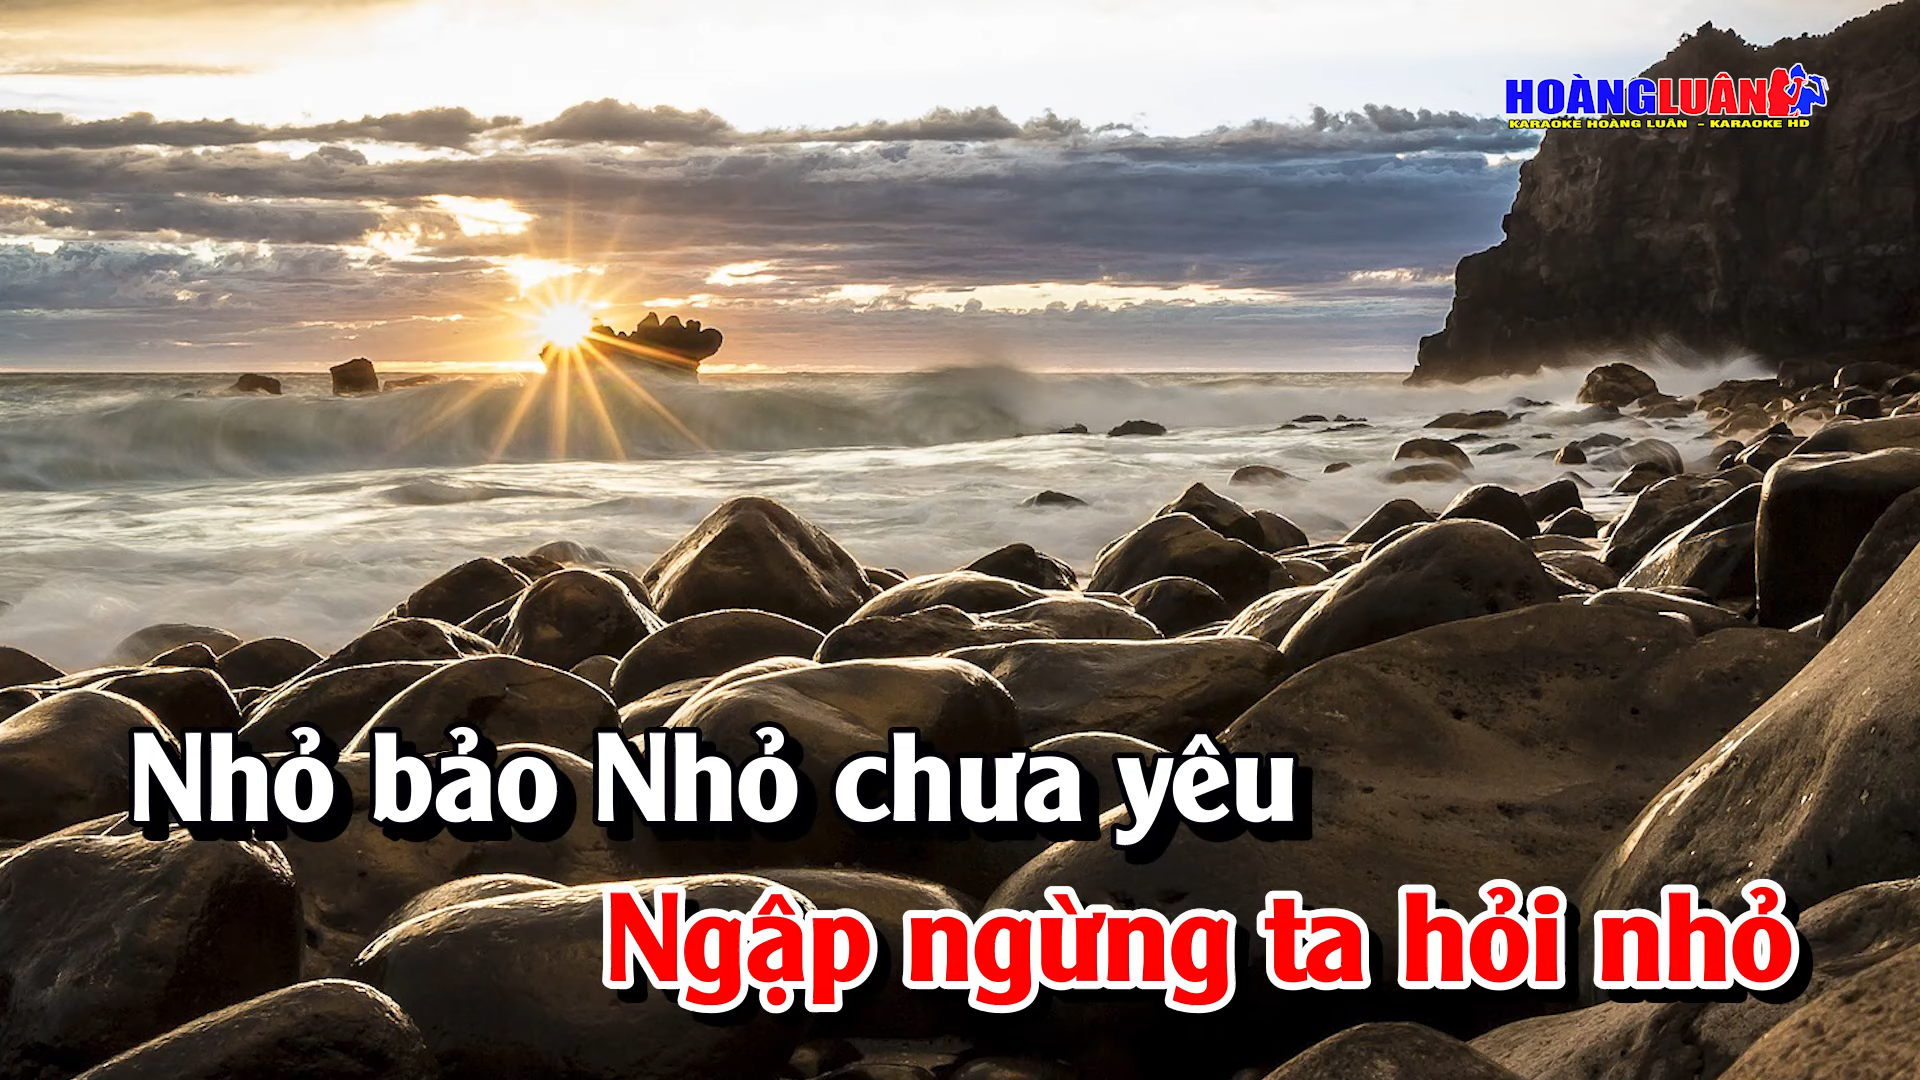 HOÀNGLUÂN
KARAOKE HOÀNG LUÂN - KARAOKE HD
Nhỏ bảo Nhỏ chưa yêu
Ngập ngừng ta hỏi nhỏ